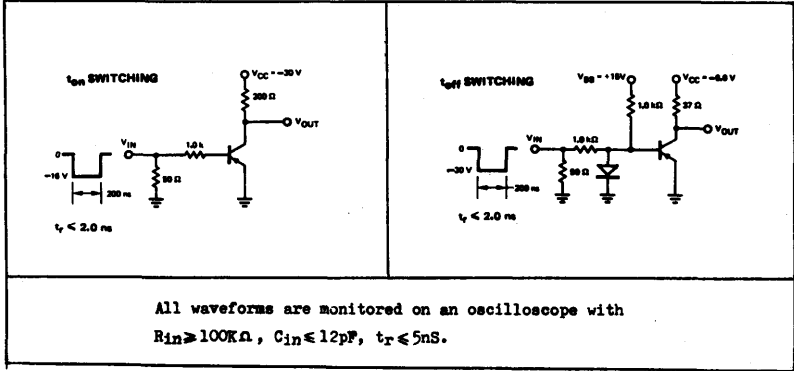 ton SWITCHING
VCC = -30 V
200 Ω
VOUT
VIN
1.0 k
0
-16 V
50 Ω
200 ns
tr ≤ 2.0 ns
toff SWITCHING
VBB = +15V
VCC = -6.0 V
1.0 kΩ
37 Ω
VOUT
VIN
1.0 kΩ
0
-30 V
50 Ω
200 ns
tr ≤ 2.0 ns
All waveforms are monitored on an oscilloscope with
Rin ≥ 100KΩ, Cin ≤ 12pF, tr ≤ 5nS.